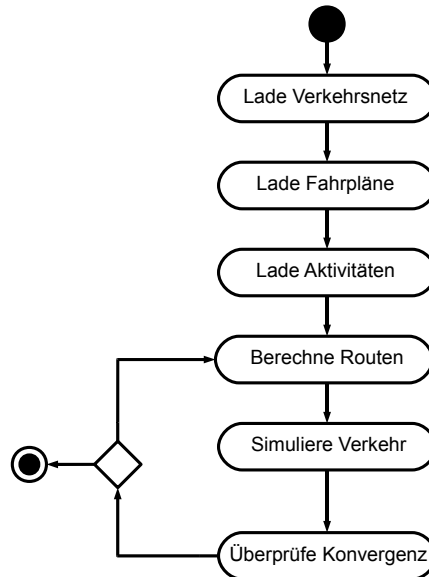 Lade Verkehrsnetz
Lade Fahrpläne
Lade Aktivitäten
Berechne Routen
Simuliere Verkehr
Überprüfe Konvergenz